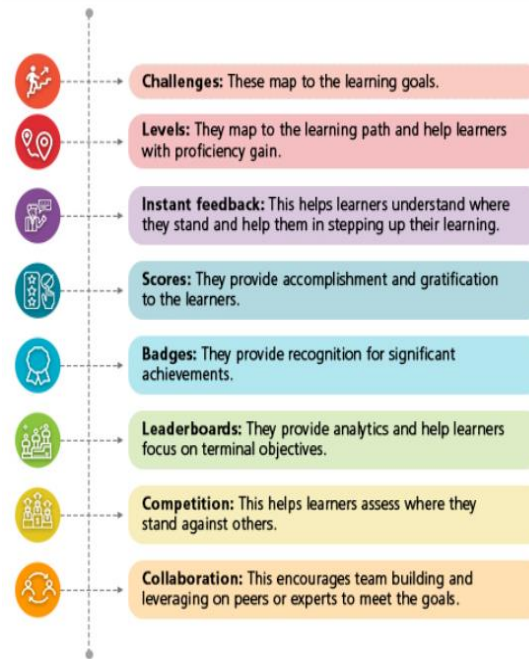 Challenges: These map to the learning goals.
Levels: They map to the learning path and help learners
with proficiency gain.
Instant feedback: This helps learners understand where
they stand and help them in stepping up their learning.
Scores: They provide accomplishment and gratification
to the learners.
Badges: They provide recognition for significant
achievements.
Leaderboards: They provide analytics and help learners
focus on terminal objectives.
Competition: This helps learners assess where they
stand against others.
Collaboration: This encourages team building and
leveraging on peers or experts to meet the goals.